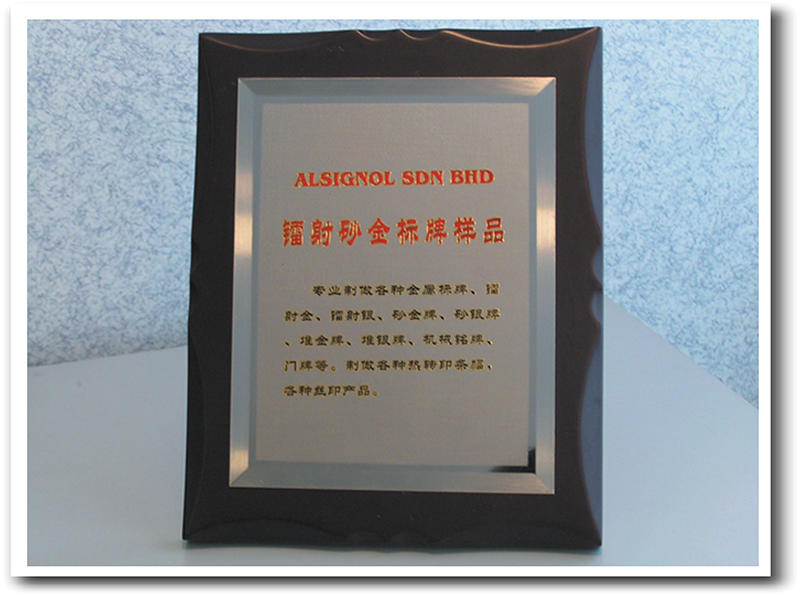 ALSIGNOL SDN BHD
镭射砂金标牌样品
专业制做各种金属标牌、镭
射金、镭射银、砂金牌、砂银牌
、堆金牌、堆银牌、机械铭牌、
门牌等。制做各种热转印条幅、
各种丝印产品。